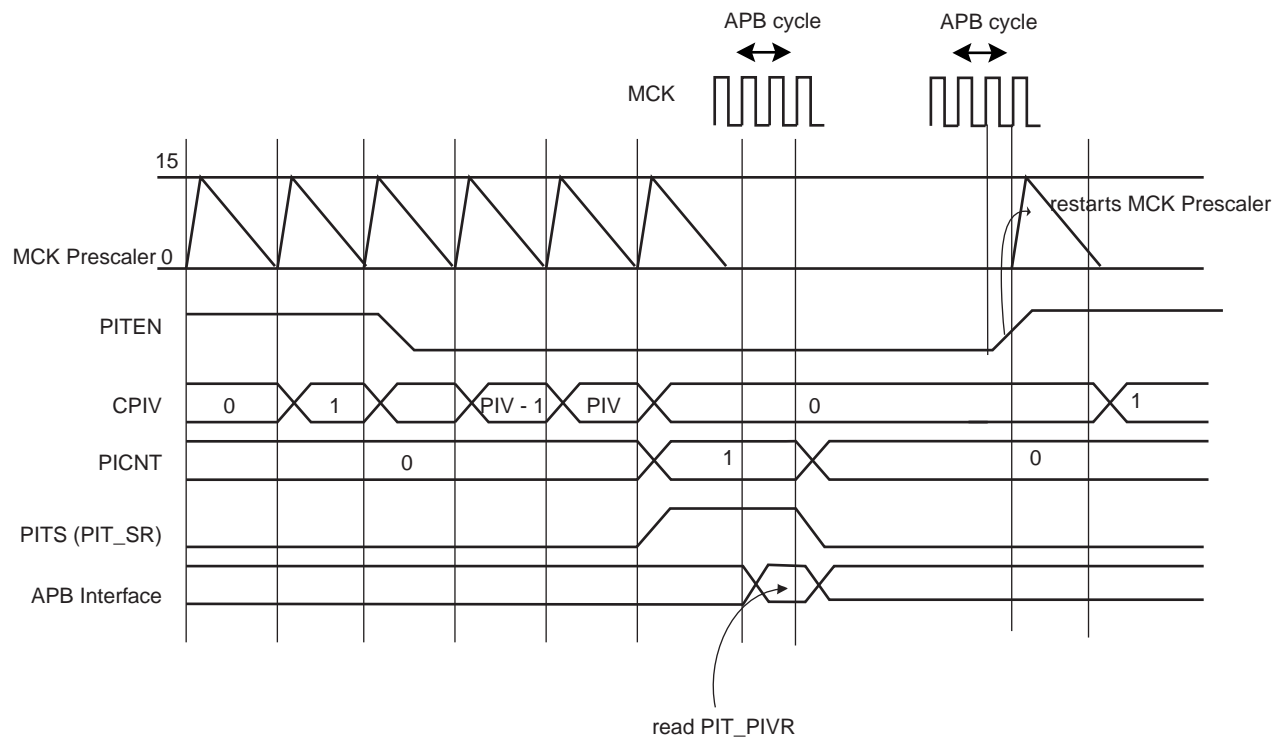 APB cycle
APB cycle
MCK
15
restarts MCK Prescaler
MCK Prescaler 0
PITEN
CPIV 0 1 PIV - 1 PIV 0 1
PICNT 0 1 0
PITS (PIT_SR)
APB Interface
read PIT_PIVR